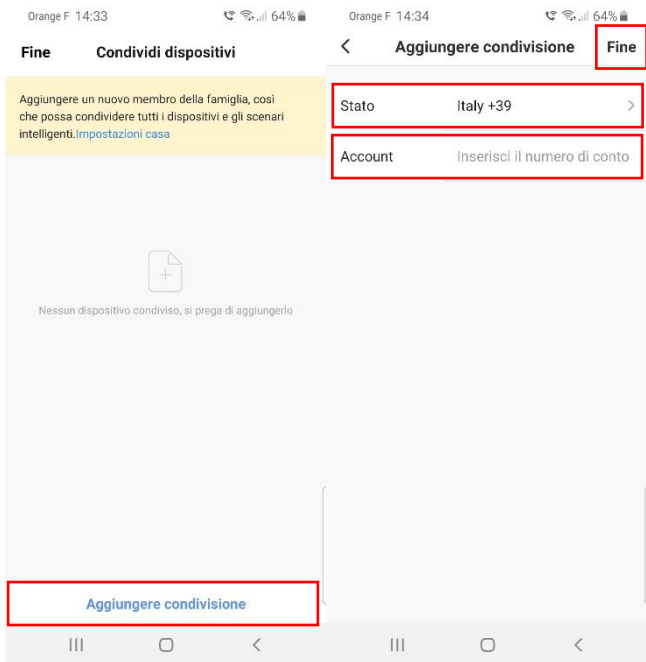 Orange F 14:33
64%
Fine
Condividi dispositivi
Aggiungere un nuovo membro della famiglia, così
che possa condividere tutti i dispositivi e gli scenari
intelligenti.Impostazioni casa
Nessun dispositivo condiviso, si prega di aggiungerlo
Aggiungere condivisione
Orange F 14:34
64%
Aggiungere condivisione
Fine
Stato
Italy +39
Account
Inserisci il numero di conto